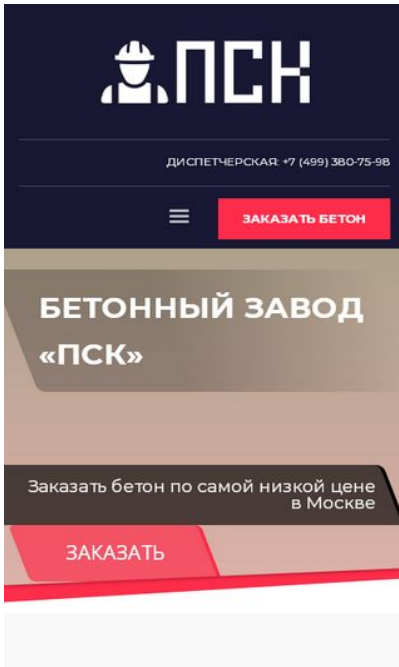 ПСК
ДИСПЕТЧЕРСКАЯ: +7 (499) 380-75-98
ЗАКАЗАТЬ БЕТОН
БЕТОННЫЙ ЗАВОД
«ПСК»
Заказать бетон по самой низкой цене
в Москве
ЗАКАЗАТЬ